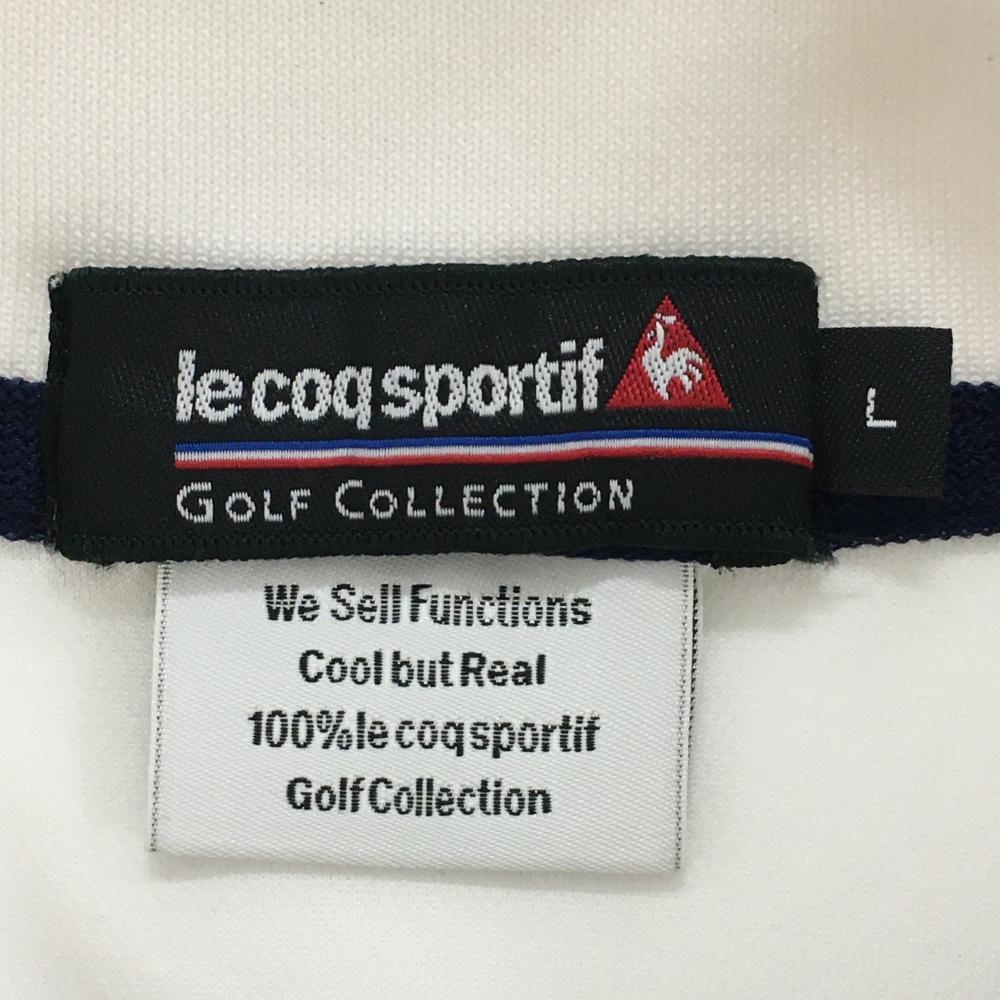 le coq sportif
GOLF COLLECTION
L
We Sell Functions
Cool but Real
100% le coq sportif
Golf Collection